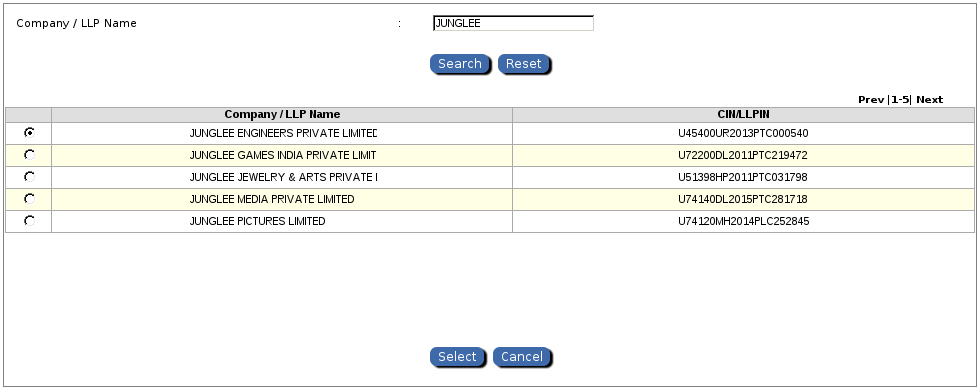 Company / LLP Name : JUNGLEE
Search Reset
Prev |1-5| Next
Company / LLP Name CIN/LLPIN
JUNGLEE ENGINEERS PRIVATE LIMITED U45400UR2013PTC000540
JUNGLEE GAMES INDIA PRIVATE LIMIT U72200DL2011PTC219472
JUNGLEE JEWELRY & ARTS PRIVATE U51398HP2011PTC031798
JUNGLEE MEDIA PRIVATE LIMITED U74140DL2015PTC281718
JUNGLEE PICTURES LIMITED U74120MH2014PLC252845
Select Cancel